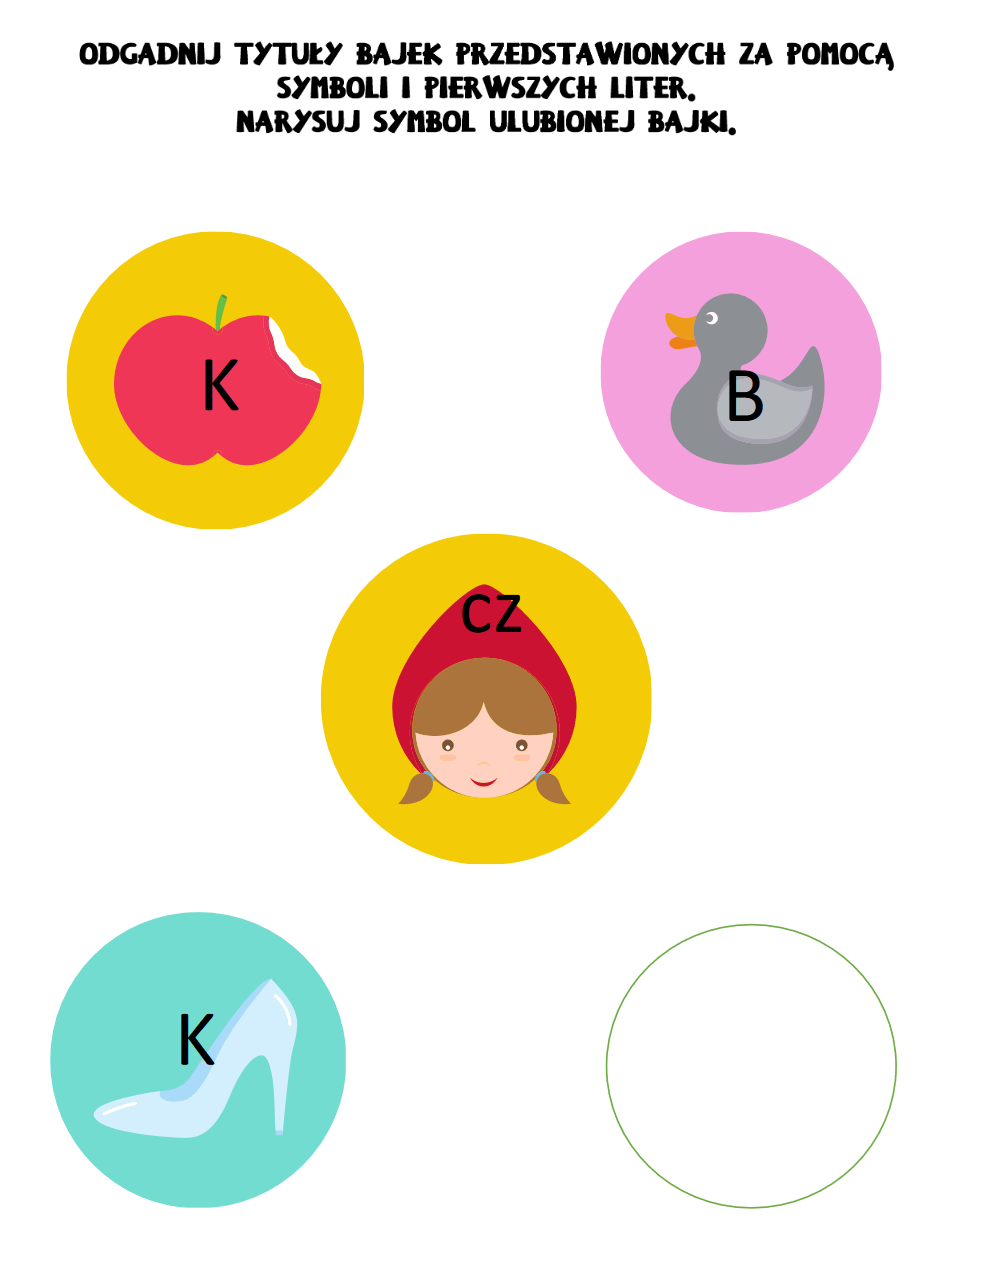 ODGADNIJ TYTUŁY BAJEK PRZEDSTAWIONYCH ZA POMOCĄ
SYMBOLI I PIERWSZYCH LITER.
NARYSUJ SYMBOL ULUBIONEJ BAJKI.
K
B
CZ
K